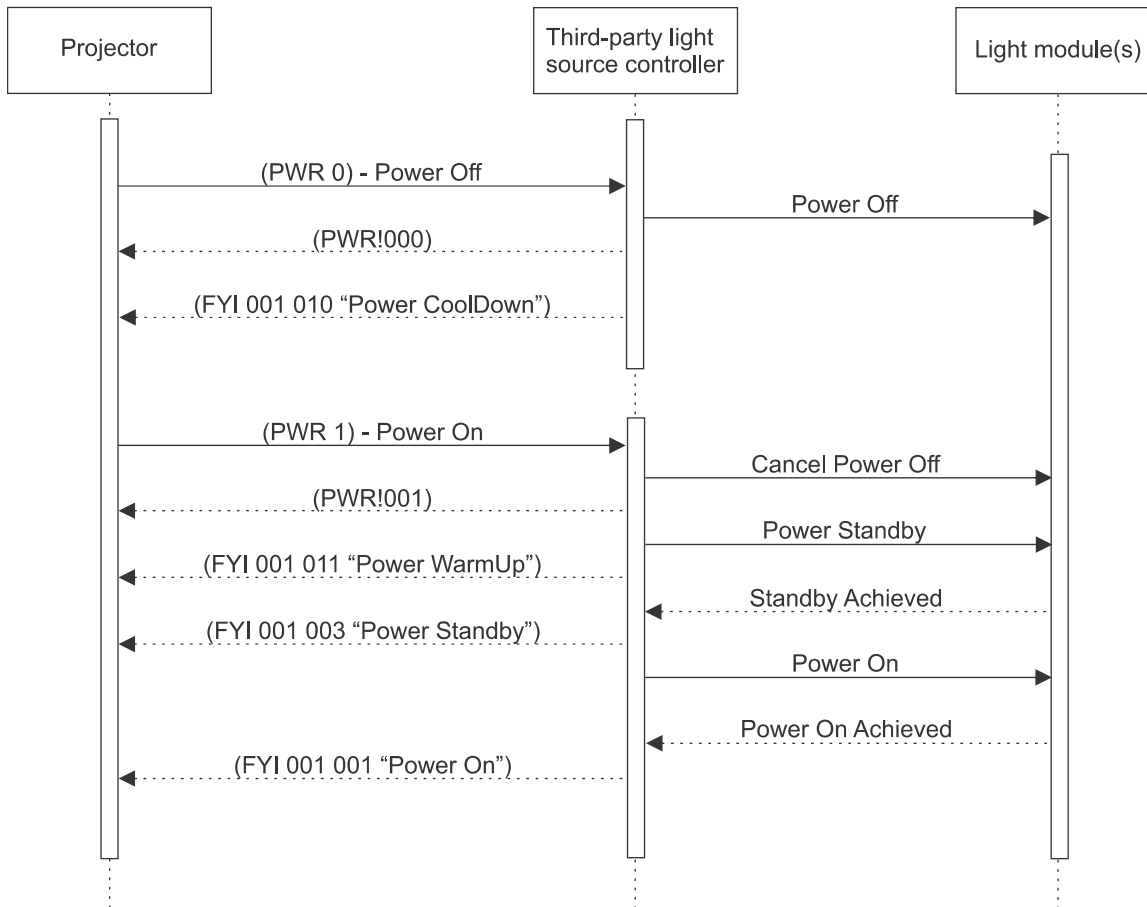 Projector
Third-party light
source controller
Light module(s)
(PWR 0) - Power Off
Power Off
(PWR!000)
(FYI 001 010 “Power CoolDown”)
(PWR 1) - Power On
Cancel Power Off
(PWR!001)
Power Standby
(FYI 001 011 “Power WarmUp”)
Standby Achieved
(FYI 001 003 “Power Standby”)
Power On
Power On Achieved
(FYI 001 001 “Power On”)